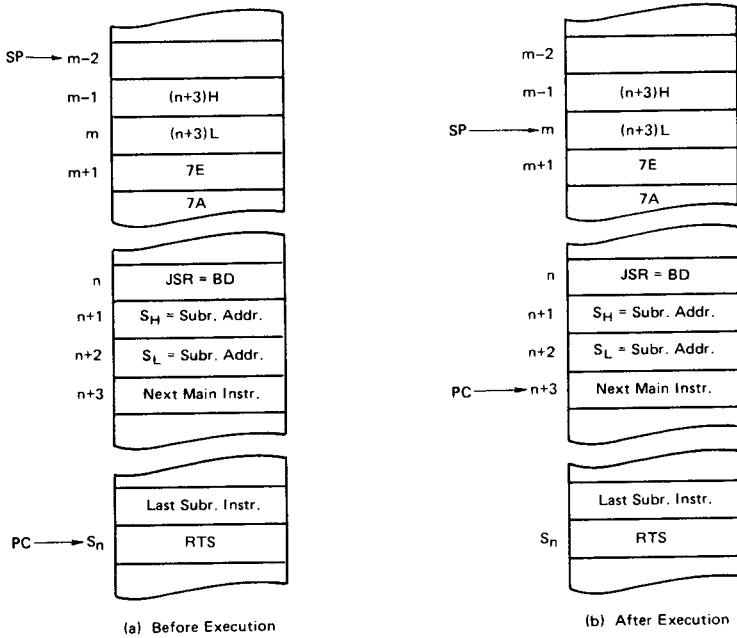 SP m-2
m-1 (n+3)H
m (n+3)L
m+1 7E
7A
n JSR = BD
n+1 S_H = Subr. Addr.
n+2 S_L = Subr. Addr.
n+3 Next Main Instr.
Last Subr. Instr.
PC S_n RTS
(a) Before Execution
m-2
m-1 (n+3)H
SP m (n+3)L
m+1 7E
7A
n JSR = BD
n+1 S_H = Subr. Addr.
n+2 S_L = Subr. Addr.
PC n+3 Next Main Instr.
Last Subr. Instr.
S_n RTS
(b) After Execution